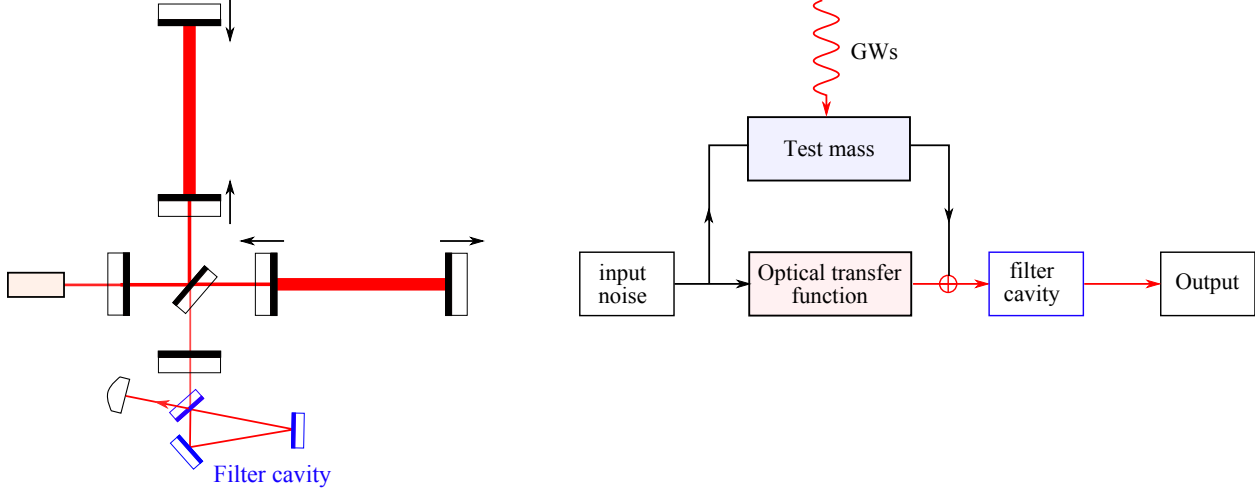 GWs
Test mass
input
noise
Optical transfer
function
filter
cavity
Output
Filter cavity